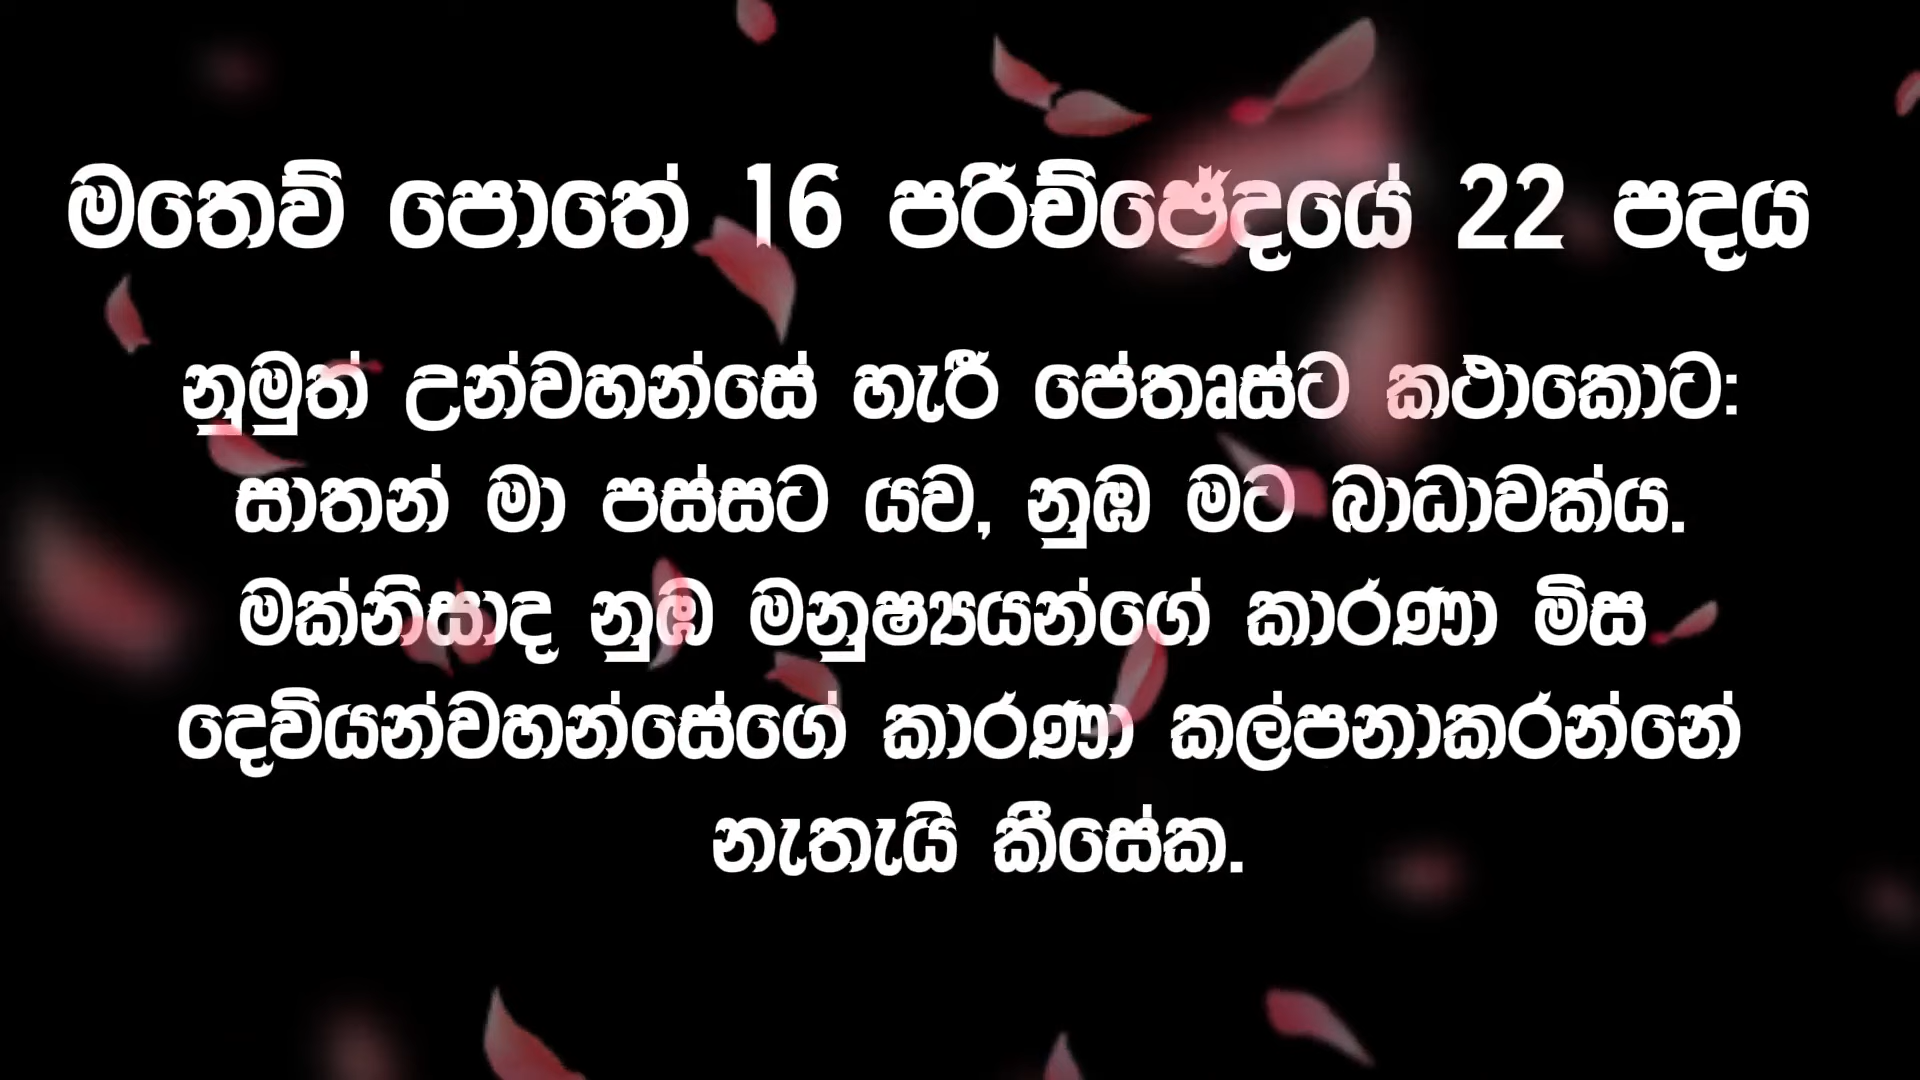 මතෙව් පොතේ 16 පරිච්ඡේදයේ 22 පදය
නුමුත් උන්වහන්සේ හැරී පේතෘස්ට කථාකොට:
සාතන් මා පස්සට යව, නුඹ මට බාධාවක්ය.
මක්නිසාද නුඹ මනුෂ්‍යයන්ගේ කාරණා මිස
දෙවියන්වහන්සේගේ කාරණා කල්පනාකරන්නේ
නැතැයි කීසේක.